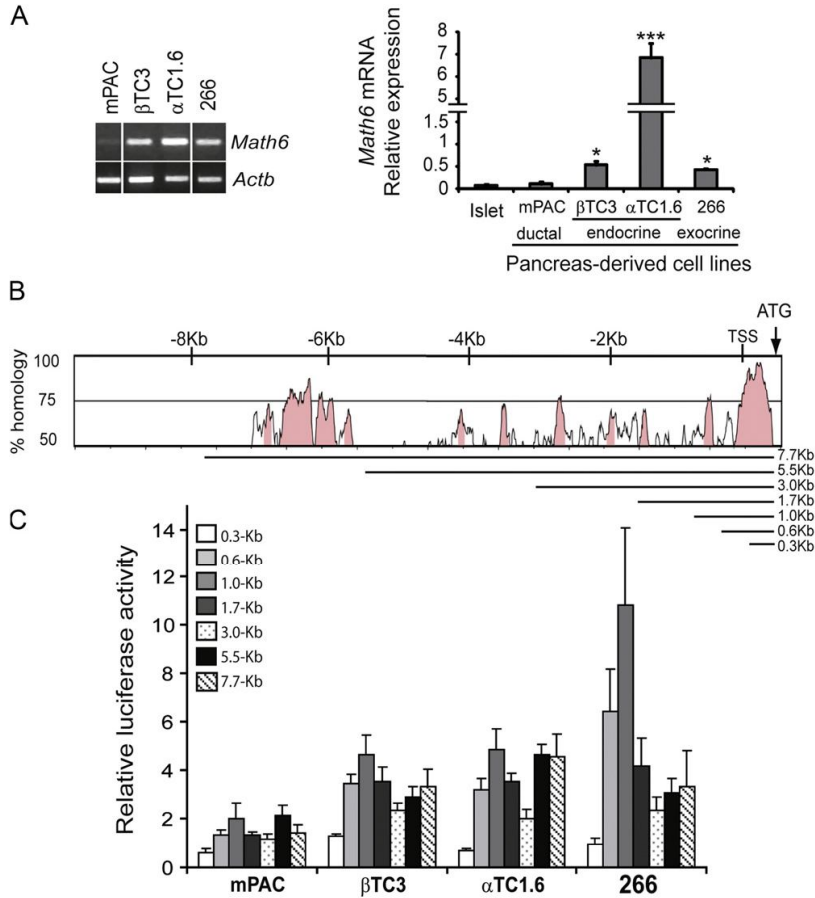 A
mPAC
βTC3
αTC1.6
266
Math6
Actb
Math6 mRNA
Relative expression
8
7
6
5
1.5
1
0.5
0
***
*
*
Islet mPAC βTC3 αTC1.6 266
ductal endocrine exocrine
Pancreas-derived cell lines
B
ATG
-8Kb -6Kb -4Kb -2Kb TSS
% homology
100
75
50
7.7Kb
5.5Kb
3.0Kb
1.7Kb
1.0Kb
0.6Kb
0.3Kb
C
Relative luciferase activity
14
12
10
8
6
4
2
0
0.3-Kb
0.6-Kb
1.0-Kb
1.7-Kb
3.0-Kb
5.5-Kb
7.7-Kb
mPAC βTC3 αTC1.6 266